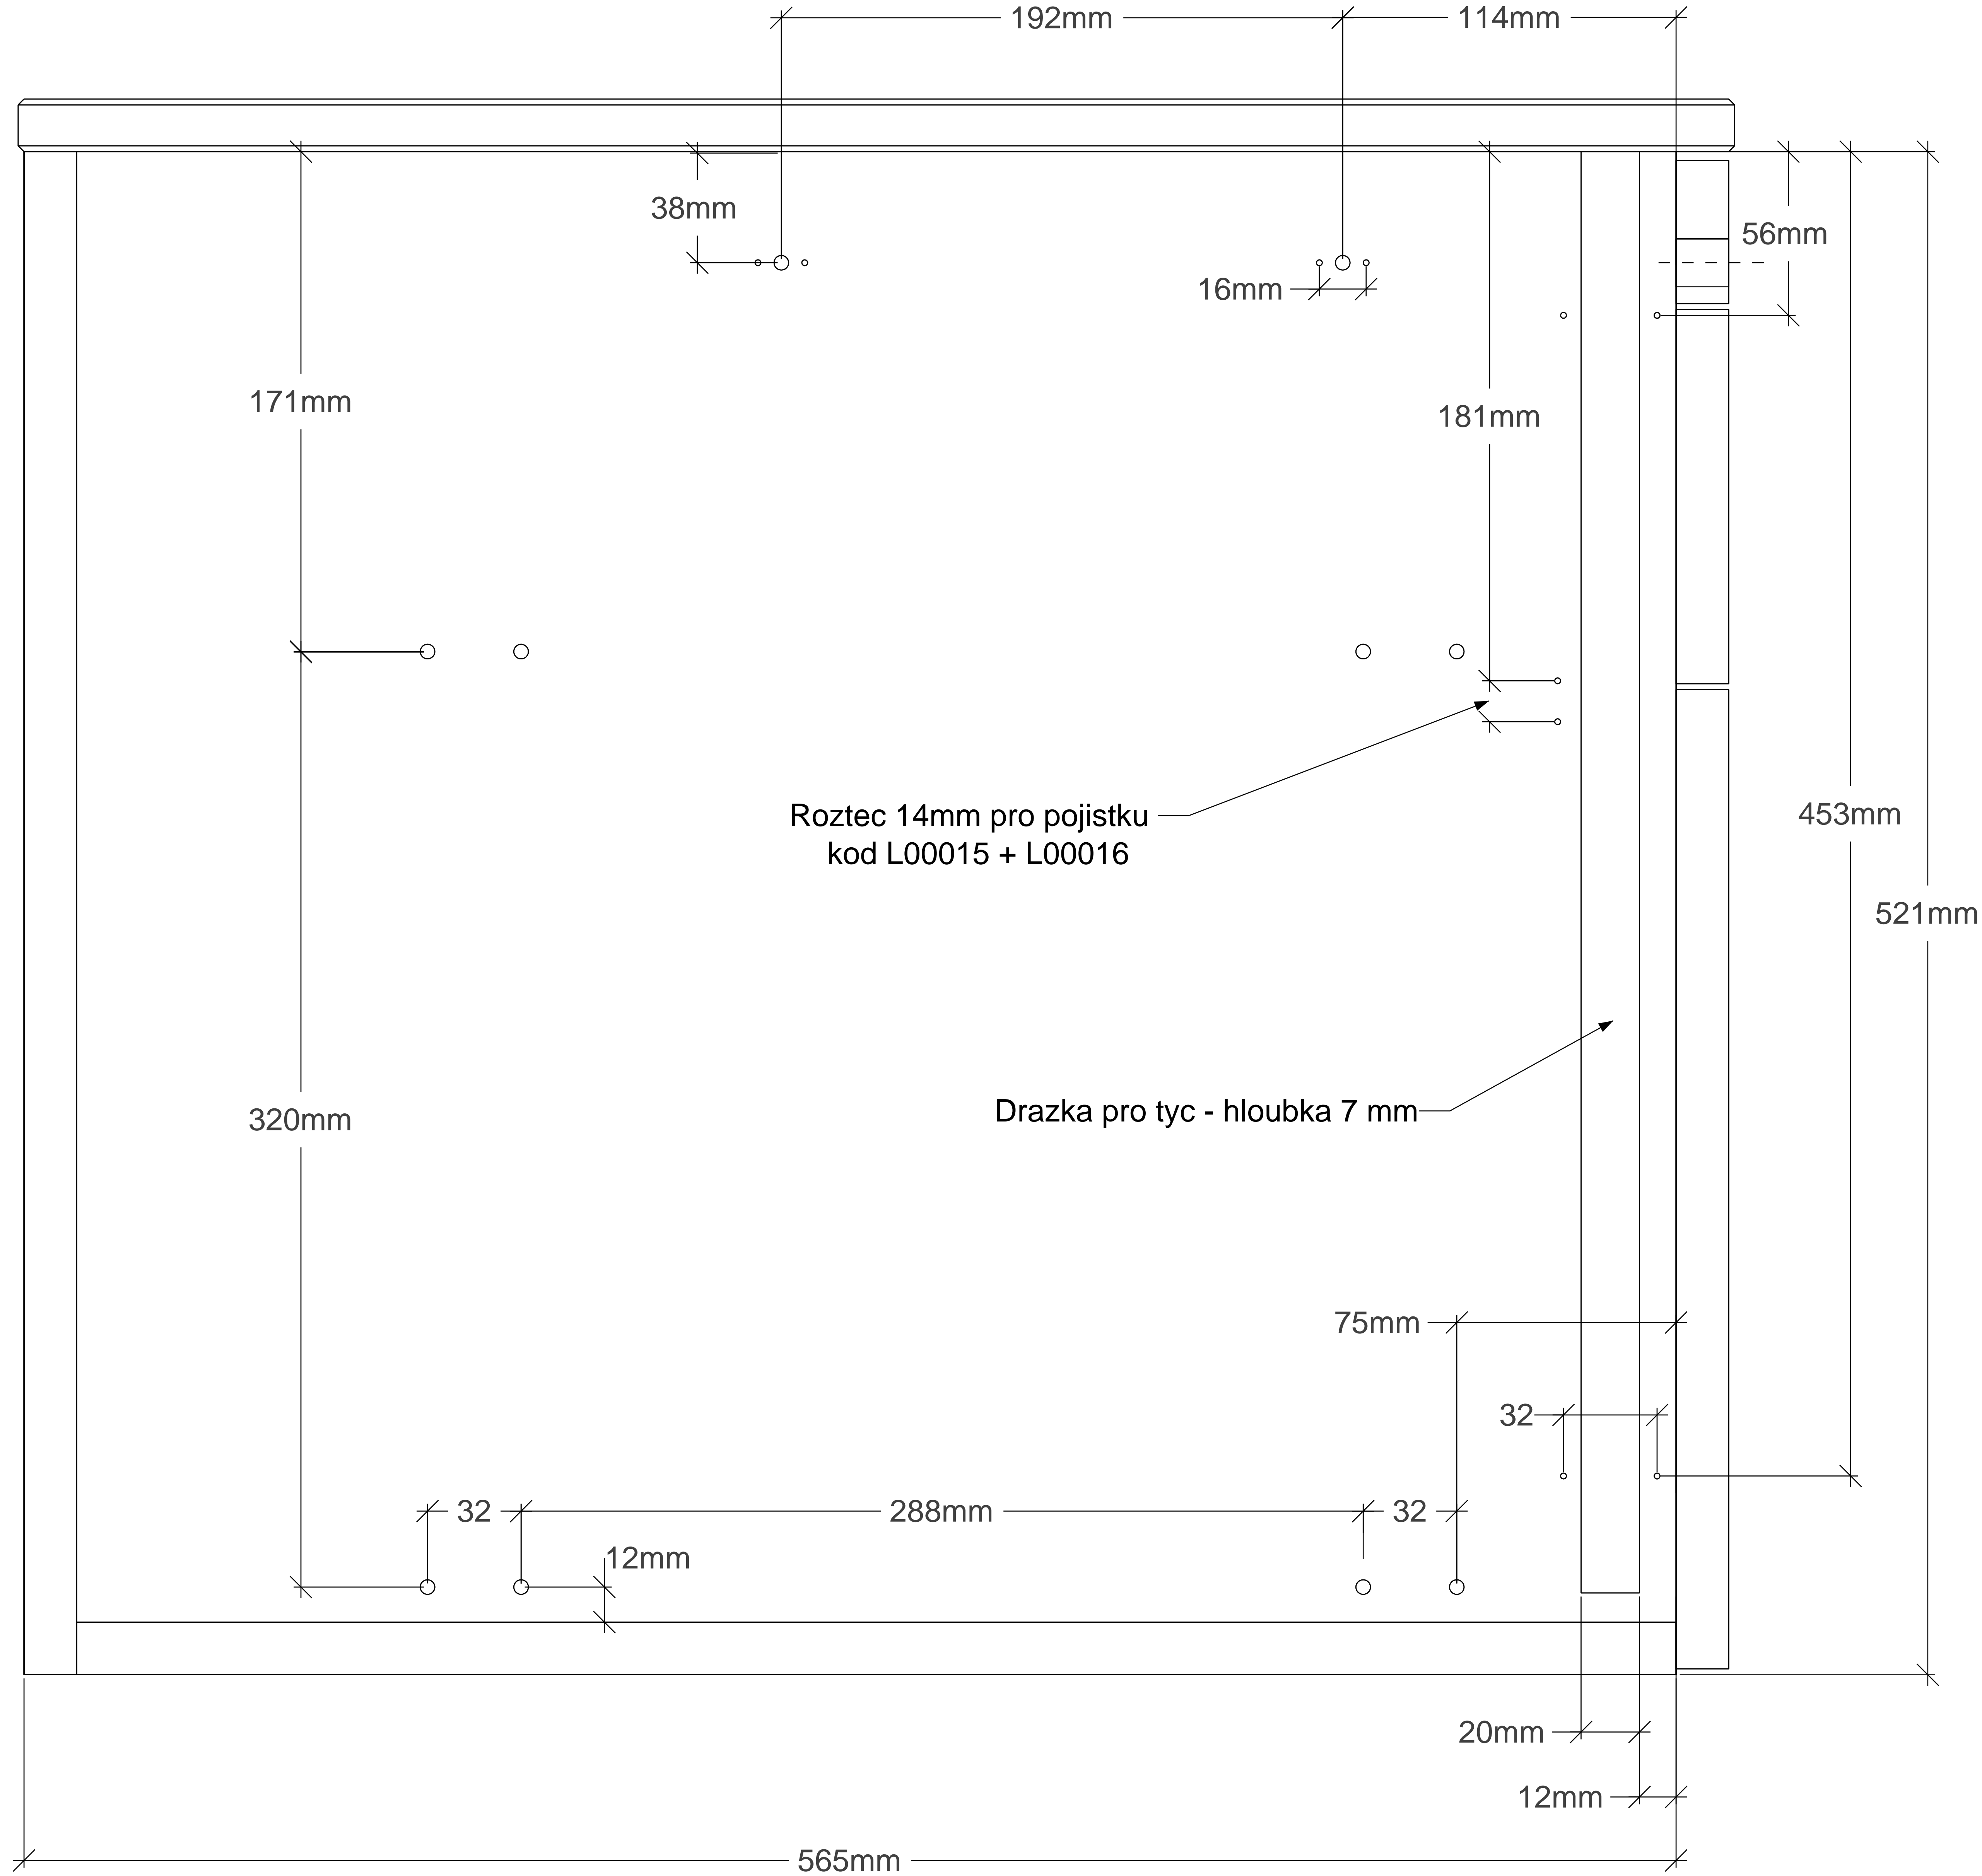 192mm
114mm
38mm
56mm
16mm
171mm
181mm
Roztec 14mm pro pojistku
kod L00015 + L00016
453mm
521mm
Drazka pro tyc - hloubka 7 mm
320mm
75mm
32
32
288mm
32
12mm
20mm
12mm
565mm